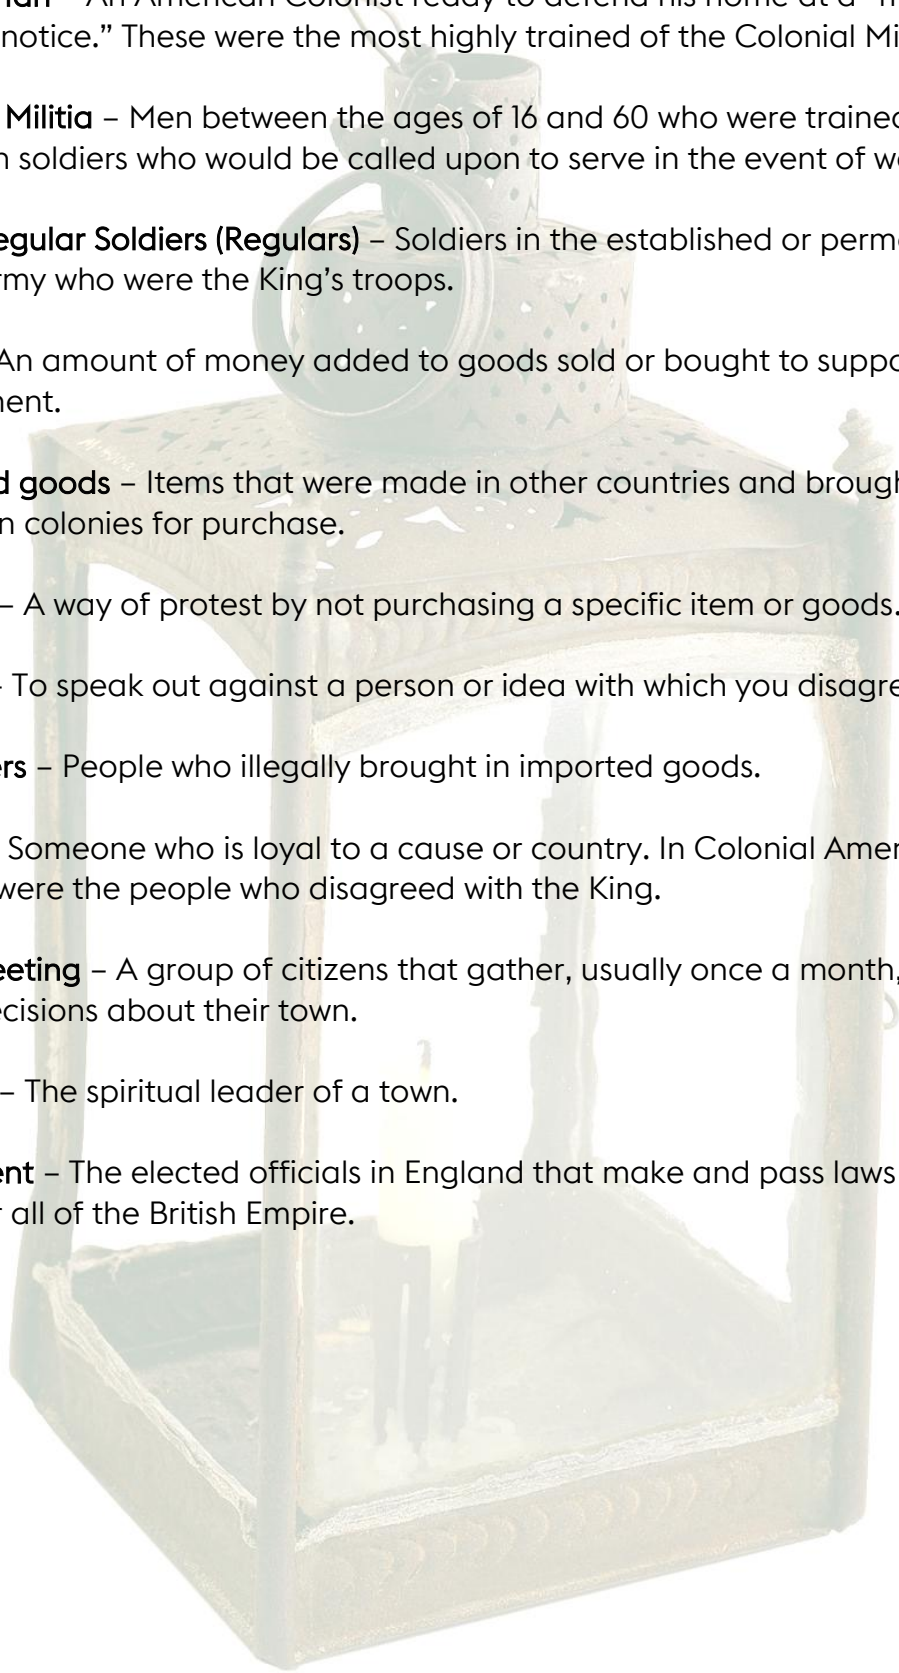 – An American Colonist ready to defend his home at a
notice.” These were the most highly trained of the Colonial Mi
Militia – Men between the ages of 16 and 60 who were trained
n soldiers who would be called upon to serve in the event of w
egular Soldiers (Regulars) – Soldiers in the established or perm
rmy who were the King’s troops.
An amount of money added to goods sold or bought to suppo
ment.
d goods – Items that were made in other countries and brough
n colonies for purchase.
– A way of protest by not purchasing a specific item or goods.
– To speak out against a person or idea with which you disagre
ers – People who illegally brought in imported goods.
Someone who is loyal to a cause or country. In Colonial Amer
were the people who disagreed with the King.
eeting – A group of citizens that gather, usually once a month,
ecisions about their town.
– The spiritual leader of a town.
ent – The elected officials in England that make and pass laws
r all of the British Empire.